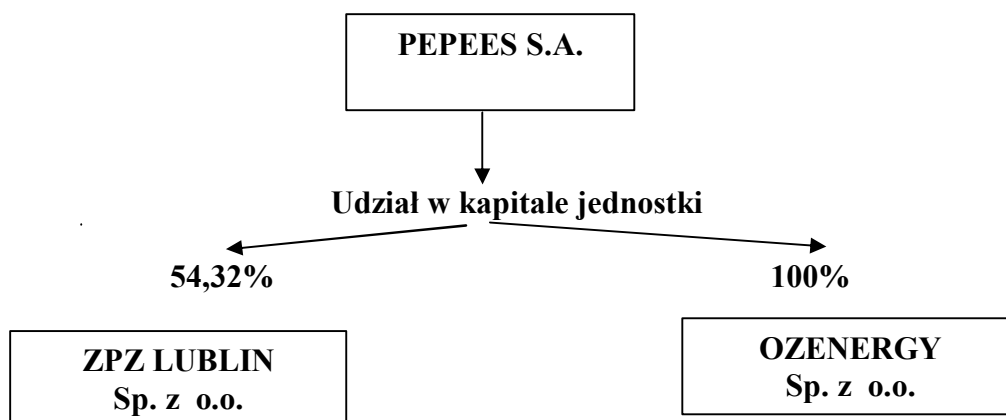 PEPEES S.A.
Udział w kapitale jednostki
54,32%
100%
ZPZ LUBLIN
Sp. z o.o.
OZENERGY
Sp. z o.o.